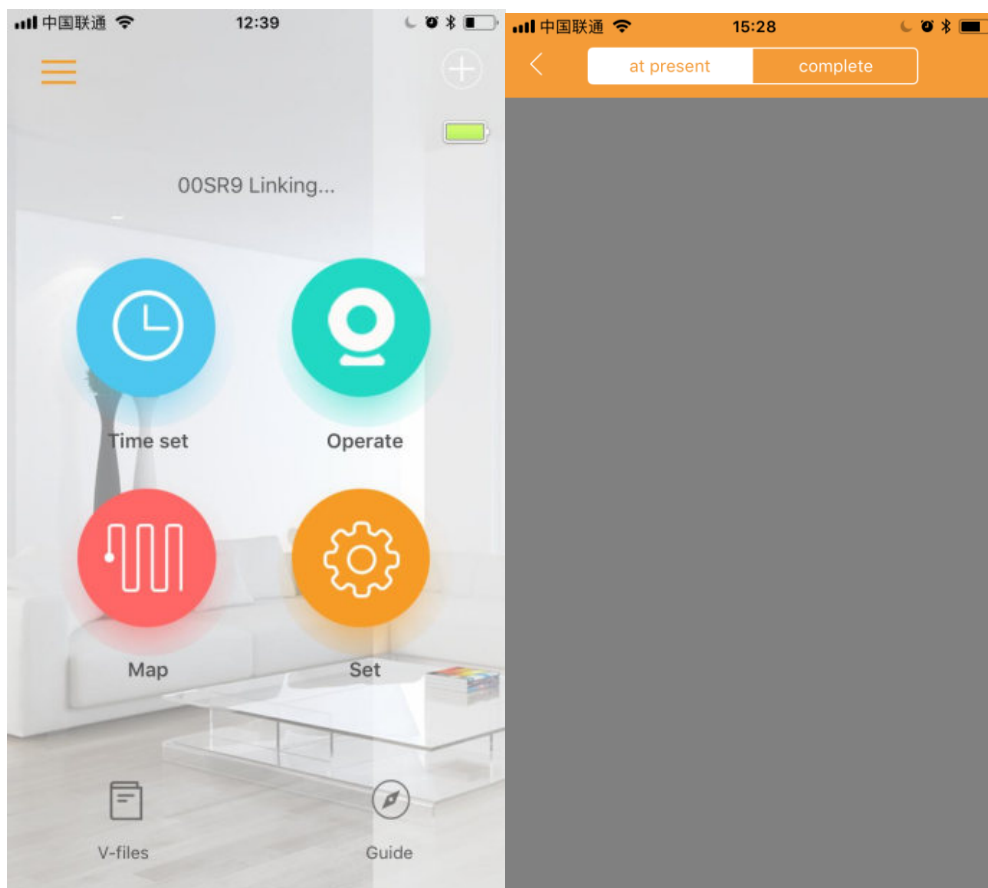 中国联通 12:39
00SR9 Linking...
Time set
Operate
Map
Set
V-files
Guide
中国联通 15:28
at present
complete